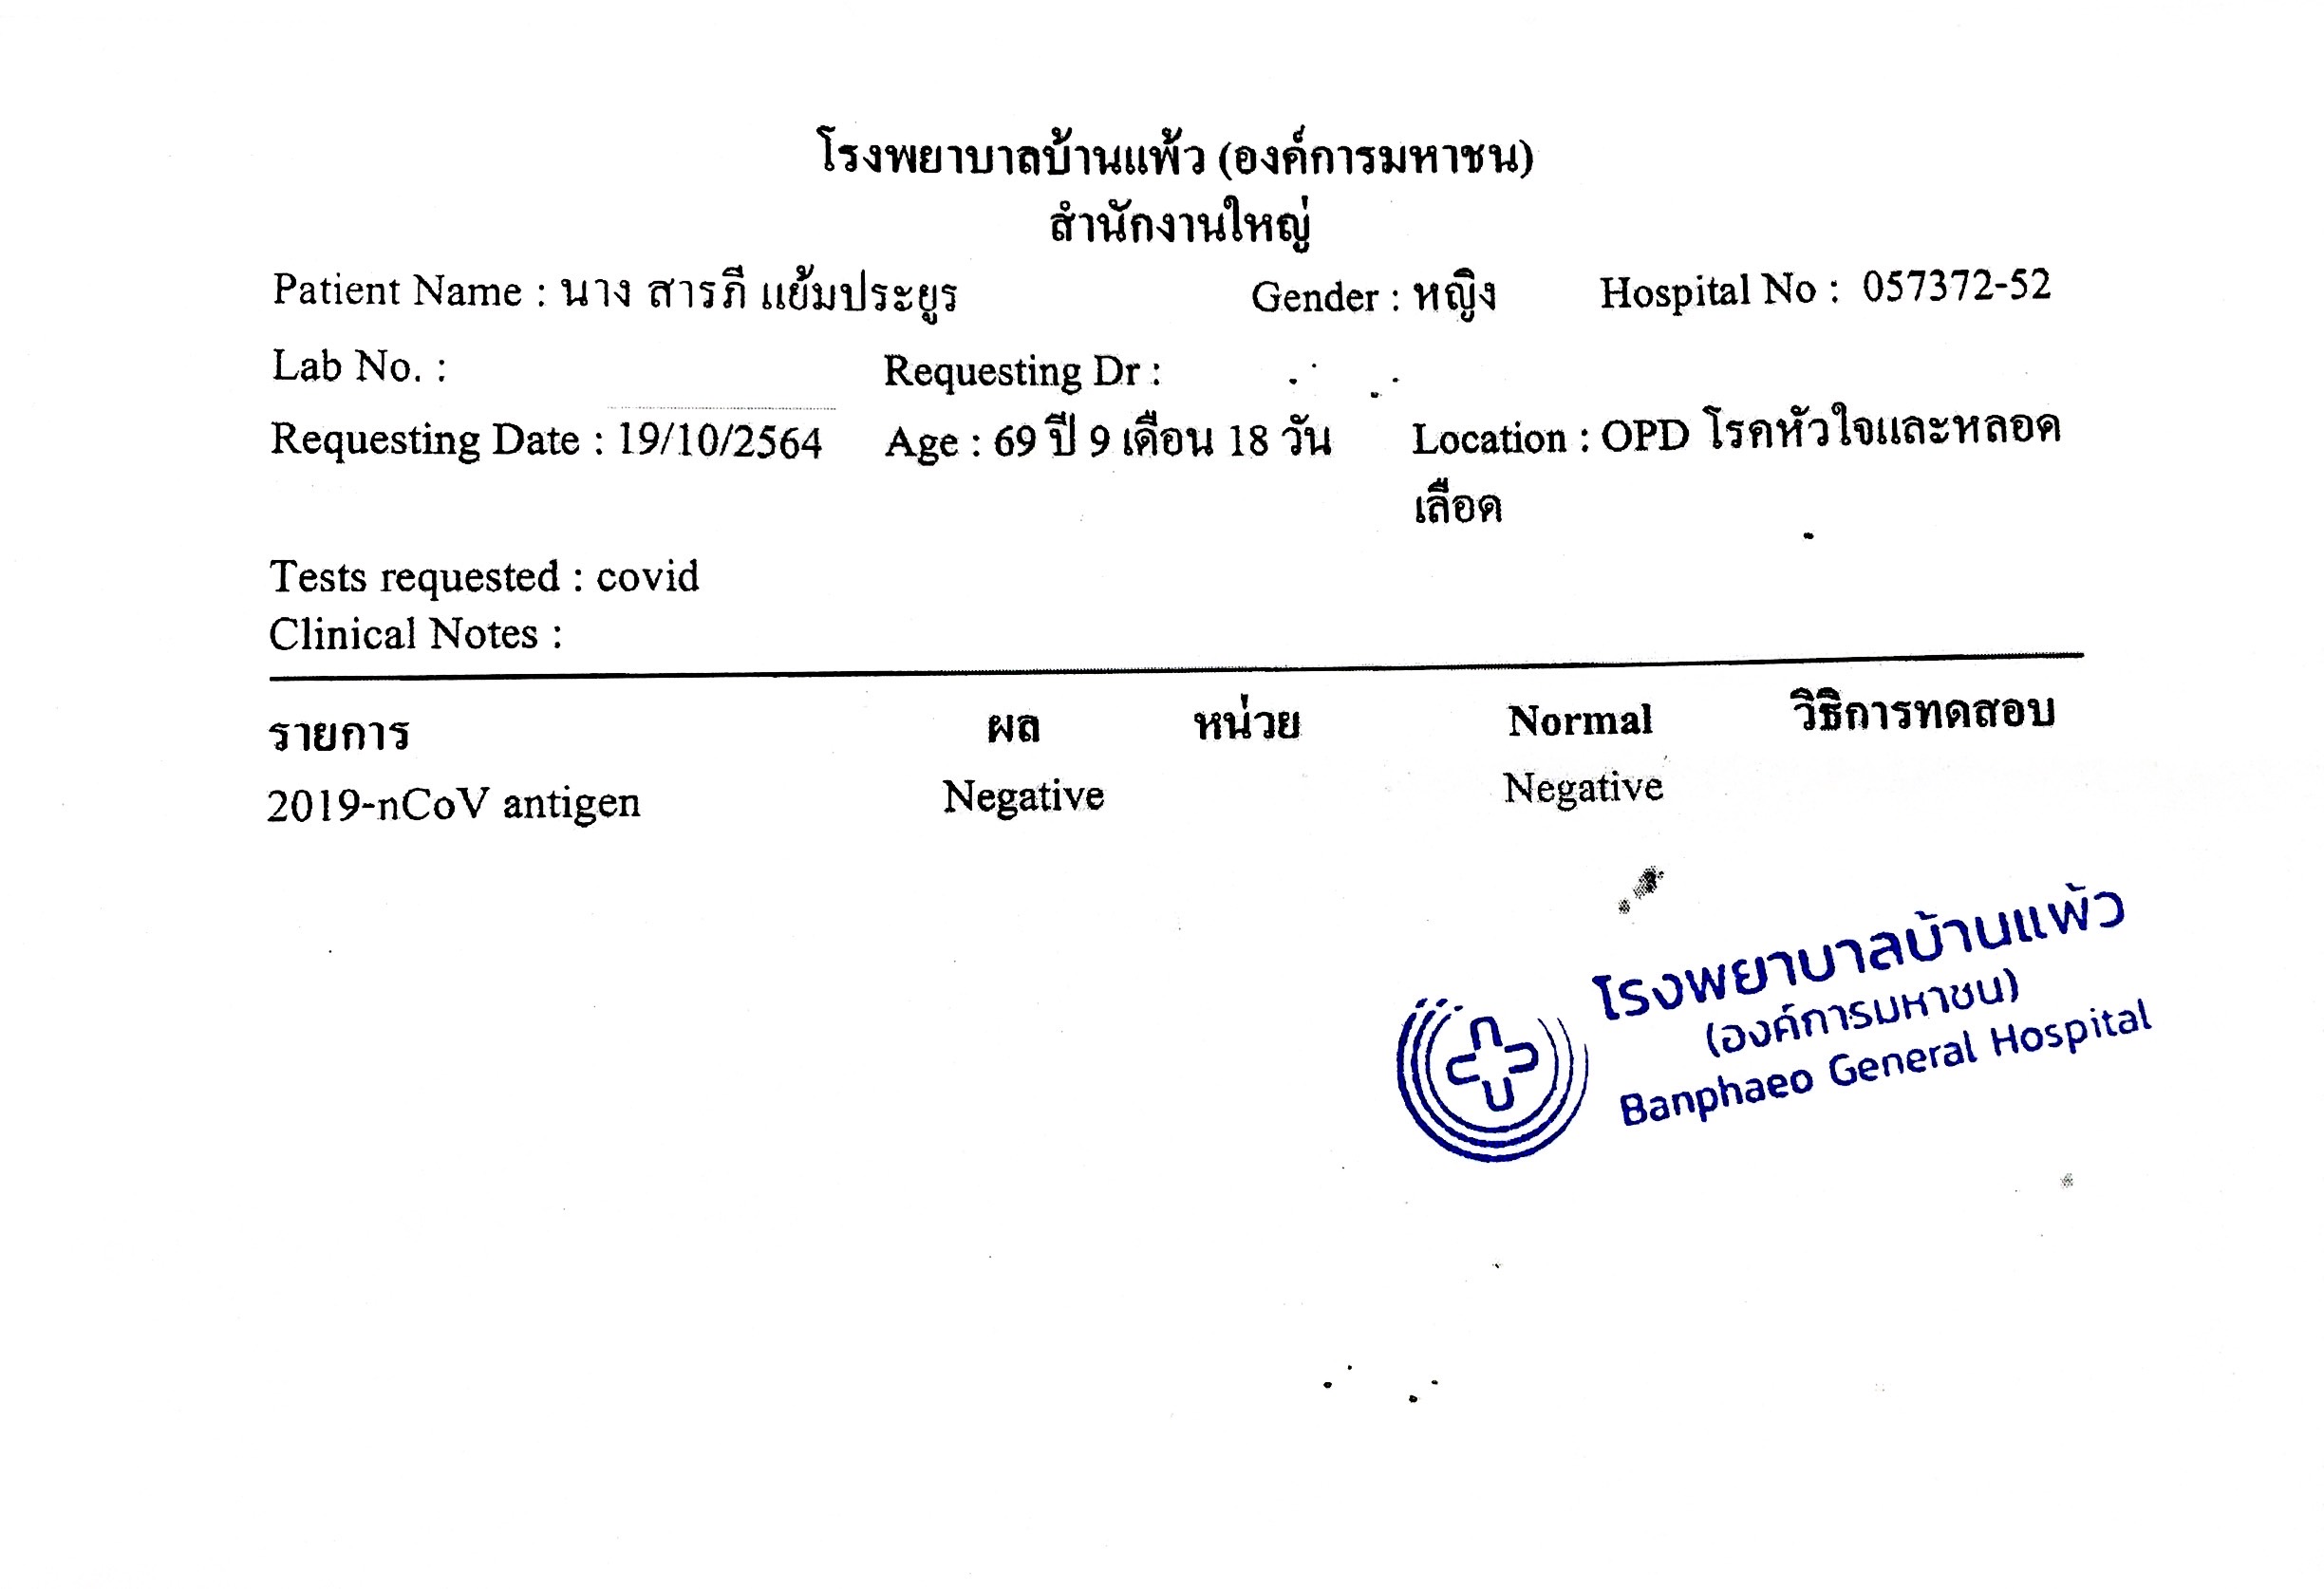 โรงพยาบาลบ้านแพ้ว (องค์การมหาชน)
สำนักงานใหญ่
Patient Name : นาง สารภี แย้มประยูร Gender : หญิง Hospital No : 057372-52
Lab No. : Requesting Dr :
Requesting Date : 19/10/2564 Age : 69 ปี 9 เดือน 18 วัน Location : OPD โรคหัวใจและหลอด
เลือด
Tests requested : covid
Clinical Notes :
รายการ ผล หน่วย Normal วิธีการทดสอบ
2019-nCoV antigen Negative Negative
โรงพยาบาลบ้านแพ้ว
(องค์การมหาชน)
Banphaeo General Hospital